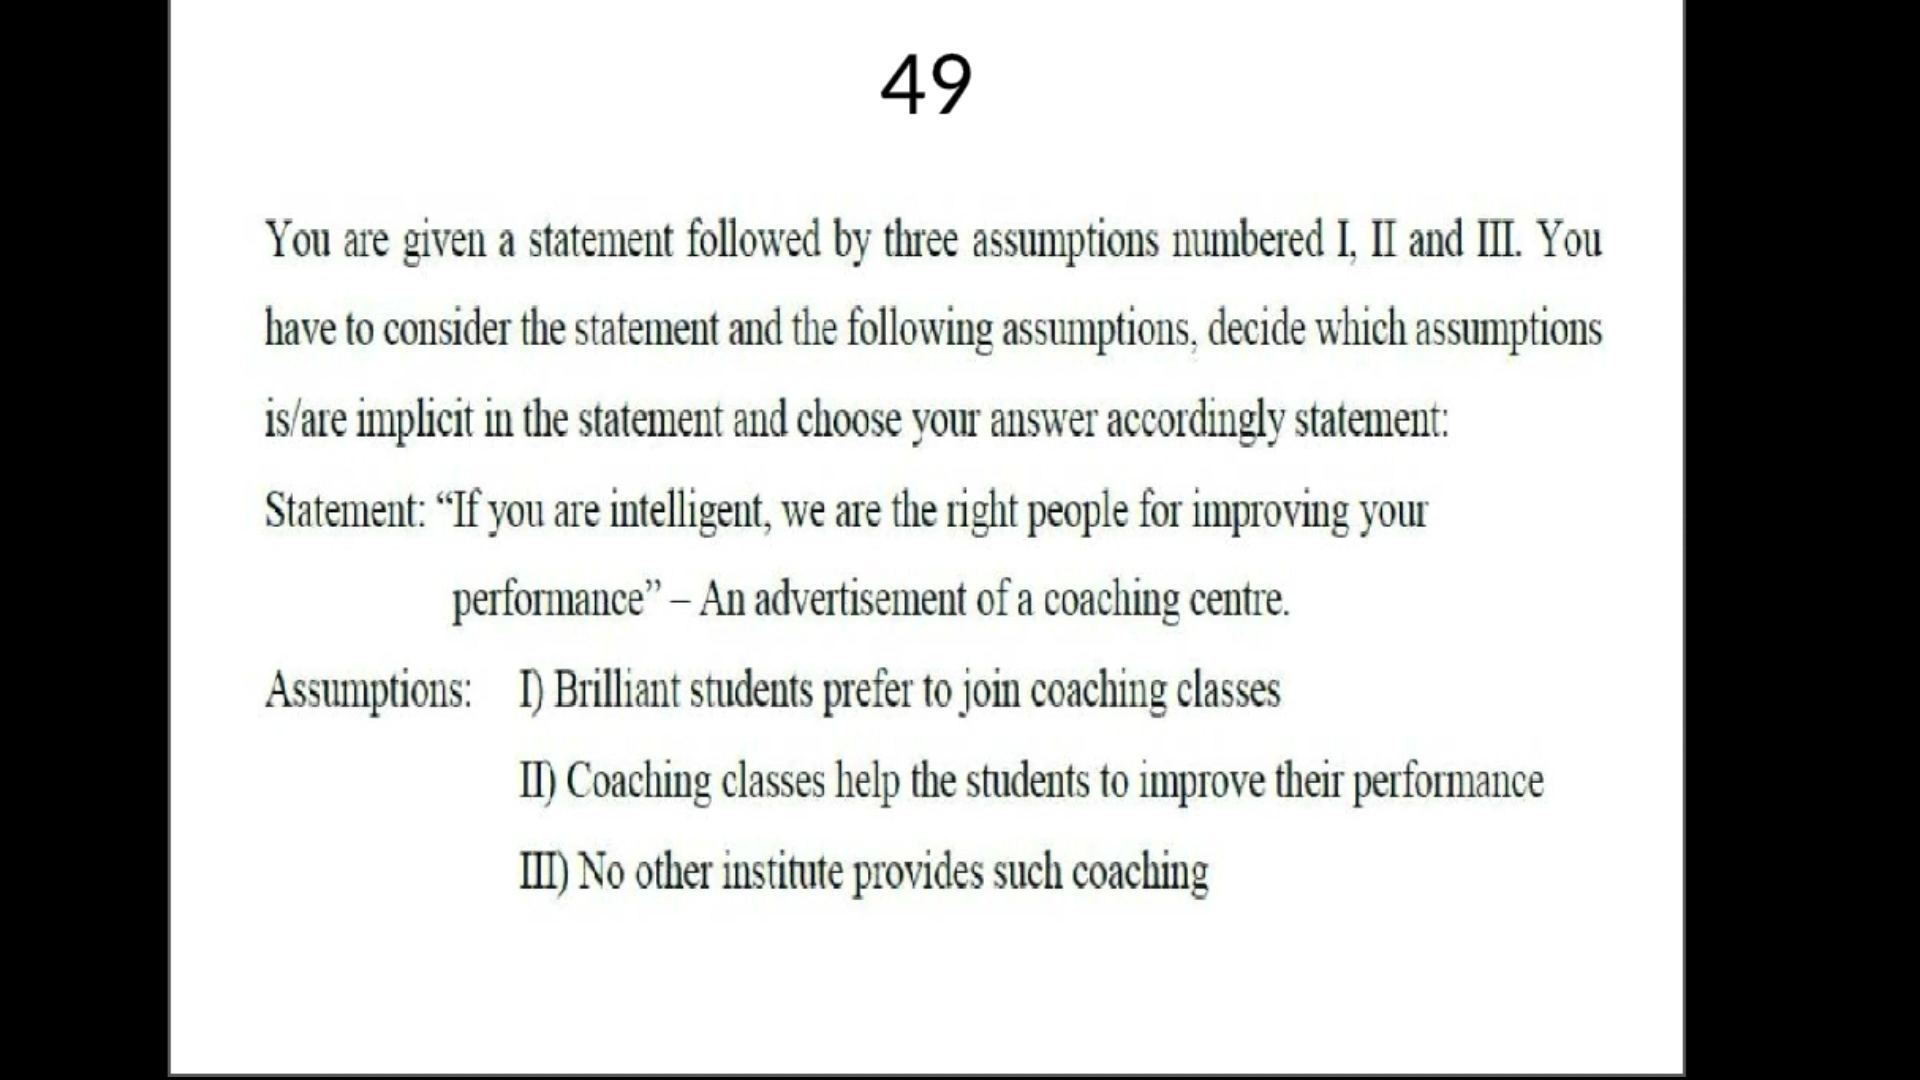 49
You are given a statement followed by three assumptions numbered I, II and III. You
have to consider the statement and the following assumptions, decide which assumptions
is/are implicit in the statement and choose your answer accordingly statement:
Statement: “If you are intelligent, we are the right people for improving your
performance” – An advertisement of a coaching centre.
Assumptions: I) Brilliant students prefer to join coaching classes
II) Coaching classes help the students to improve their performance
III) No other institute provides such coaching